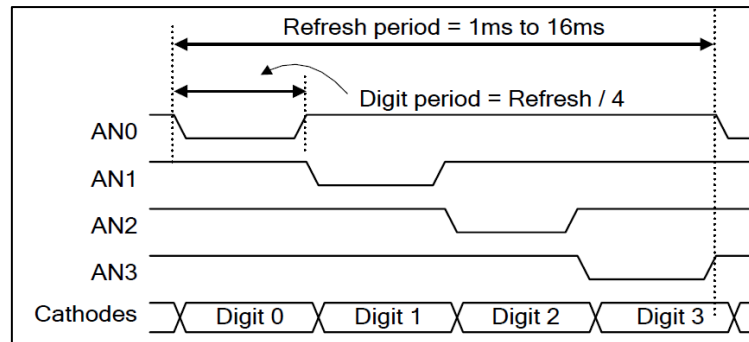 Refresh period = 1ms to 16ms
Digit period = Refresh / 4
AN0
AN1
AN2
AN3
Cathodes Digit 0 Digit 1 Digit 2 Digit 3